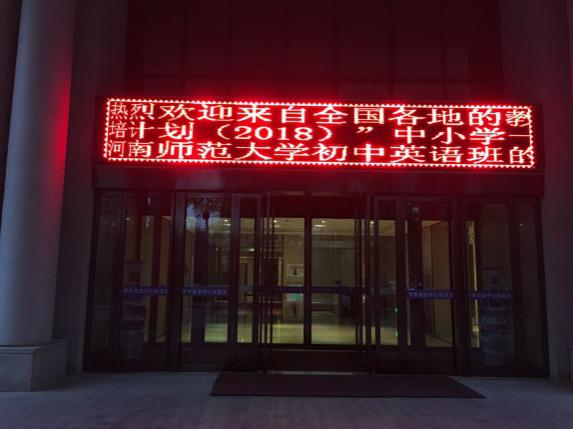 热烈欢迎来自全国各地的教
培计划（2018）”中小学一
河南师范大学初中英语班的